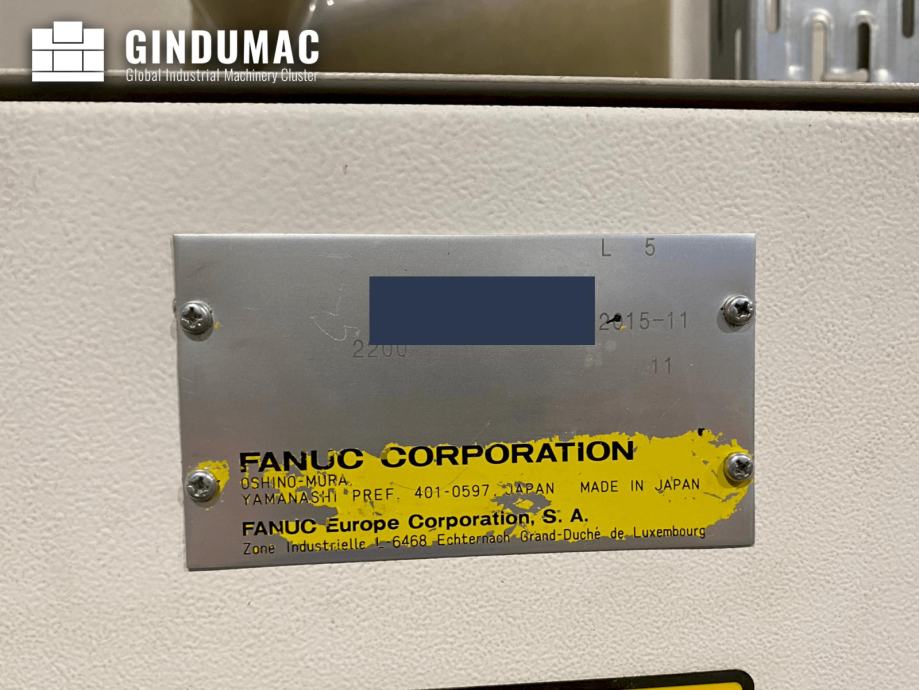 GINDUMAC
Global Industrial Machinery Cluster
L 5
2015-11
2200
11
FANUC CORPORATION
OSHINO-MURA,
YAMANASHI PREF. 401-0597 JAPAN MADE IN JAPAN
FANUC Europe Corporation, S. A.
Zone Industrielle L-6468 Echternach Grand-Duché de Luxembourg